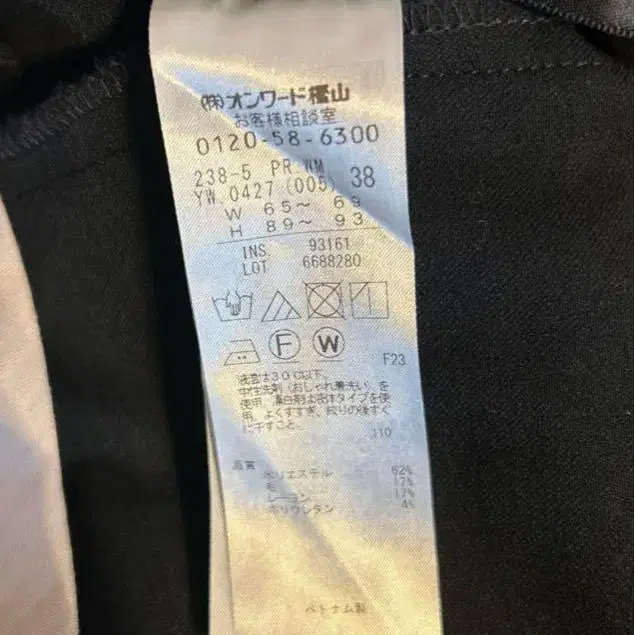 (株)オンワード樫山
お客様相談室
0120-58-6300
238-5 PR.WM
YW.0427 (005) 38
W 65～ 69
H 89～ 93
INS. 93161
LOT 6688280
F W
F23
液温は30℃以下。
中性洗剤(おしゃれ着洗い)を
使用。漂白剤は液体タイプを使
用。よくすすぎ、絞りの後すぐ
に干すこと。
110
品質
ポリエステル 62%
毛 17%
レーヨン 17%
ポリウレタン 4%
ベトナム製